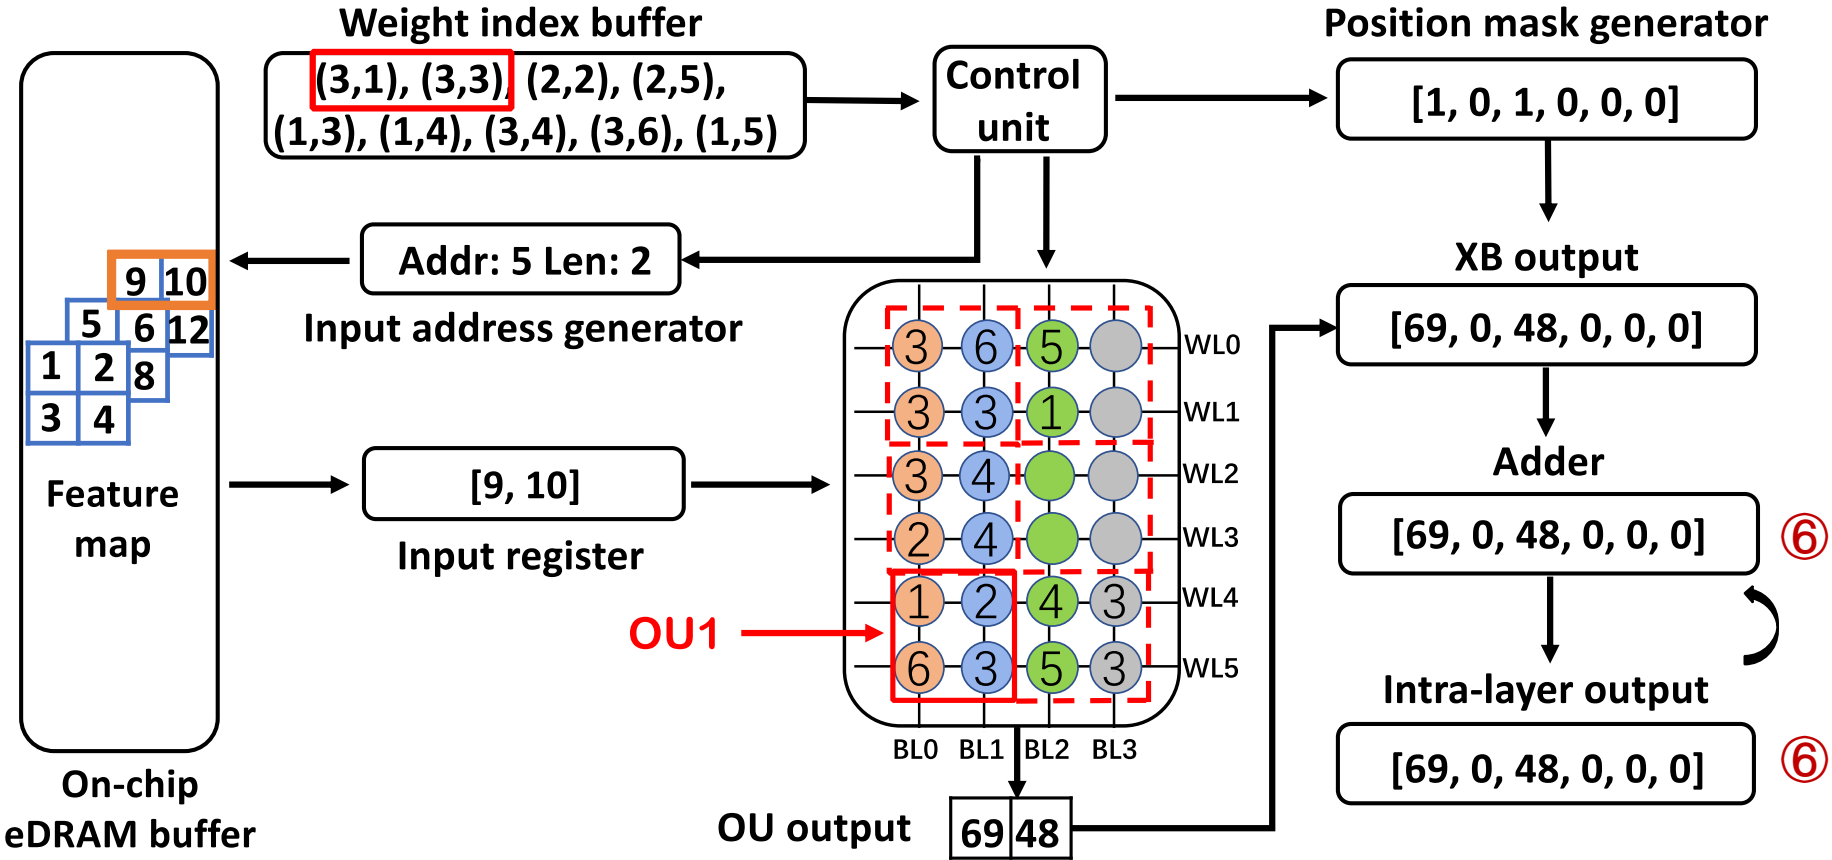 Weight index buffer
(3,1), (3,3), (2,2), (2,5),
(1,3), (1,4), (3,4), (3,6), (1,5)
Control
unit
Position mask generator
[1, 0, 1, 0, 0, 0]
Addr: 5 Len: 2
Input address generator
9 10
5 6 12
1 2 8
3 4
Feature
map
On-chip
eDRAM buffer
[9, 10]
Input register
OU1
3 6 5 WL0
3 3 1 WL1
3 4 WL2
2 4 WL3
1 2 4 3 WL4
6 3 5 3 WL5
BL0 BL1 BL2 BL3
OU output 69 48
XB output
[69, 0, 48, 0, 0, 0]
Adder
[69, 0, 48, 0, 0, 0] ⑥
Intra-layer output
[69, 0, 48, 0, 0, 0] ⑥